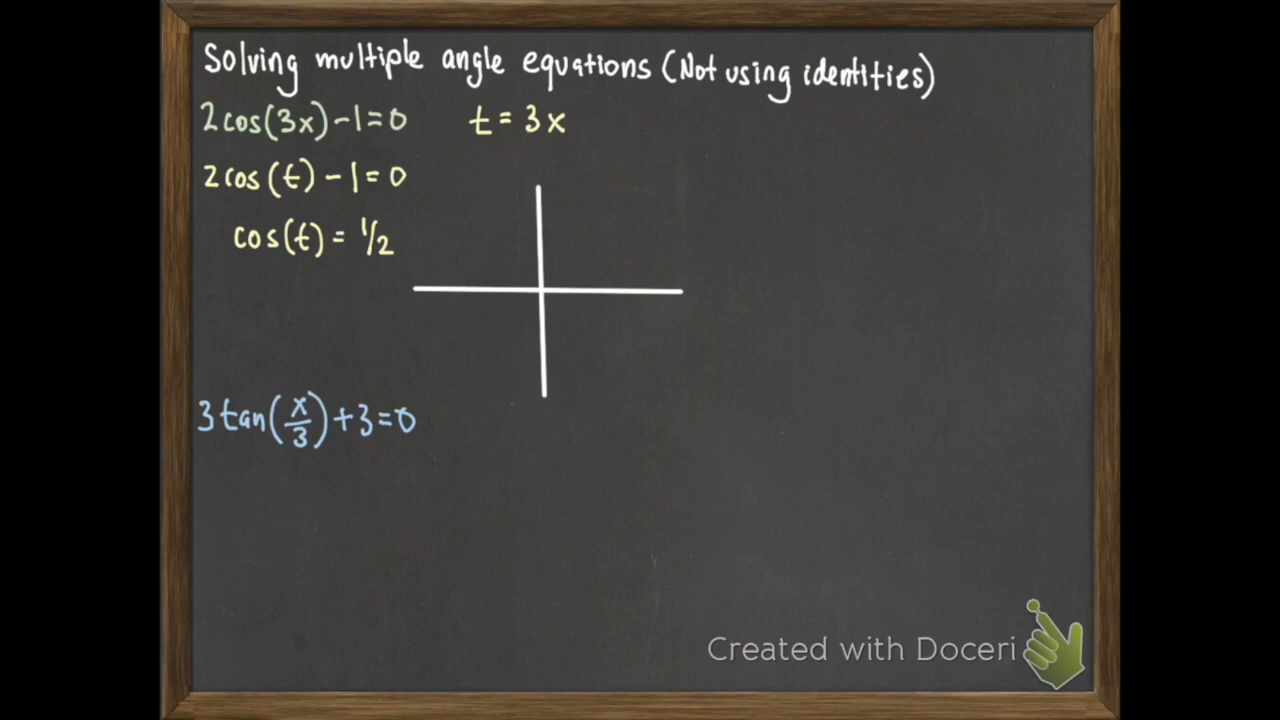 Solving multiple angle equations (Not using identities)
2cos(3x)-1=0 t=3x
2cos(t)-1=0
cos(t)=1/2
3tan(x/3)+3=0
Created with Doceri